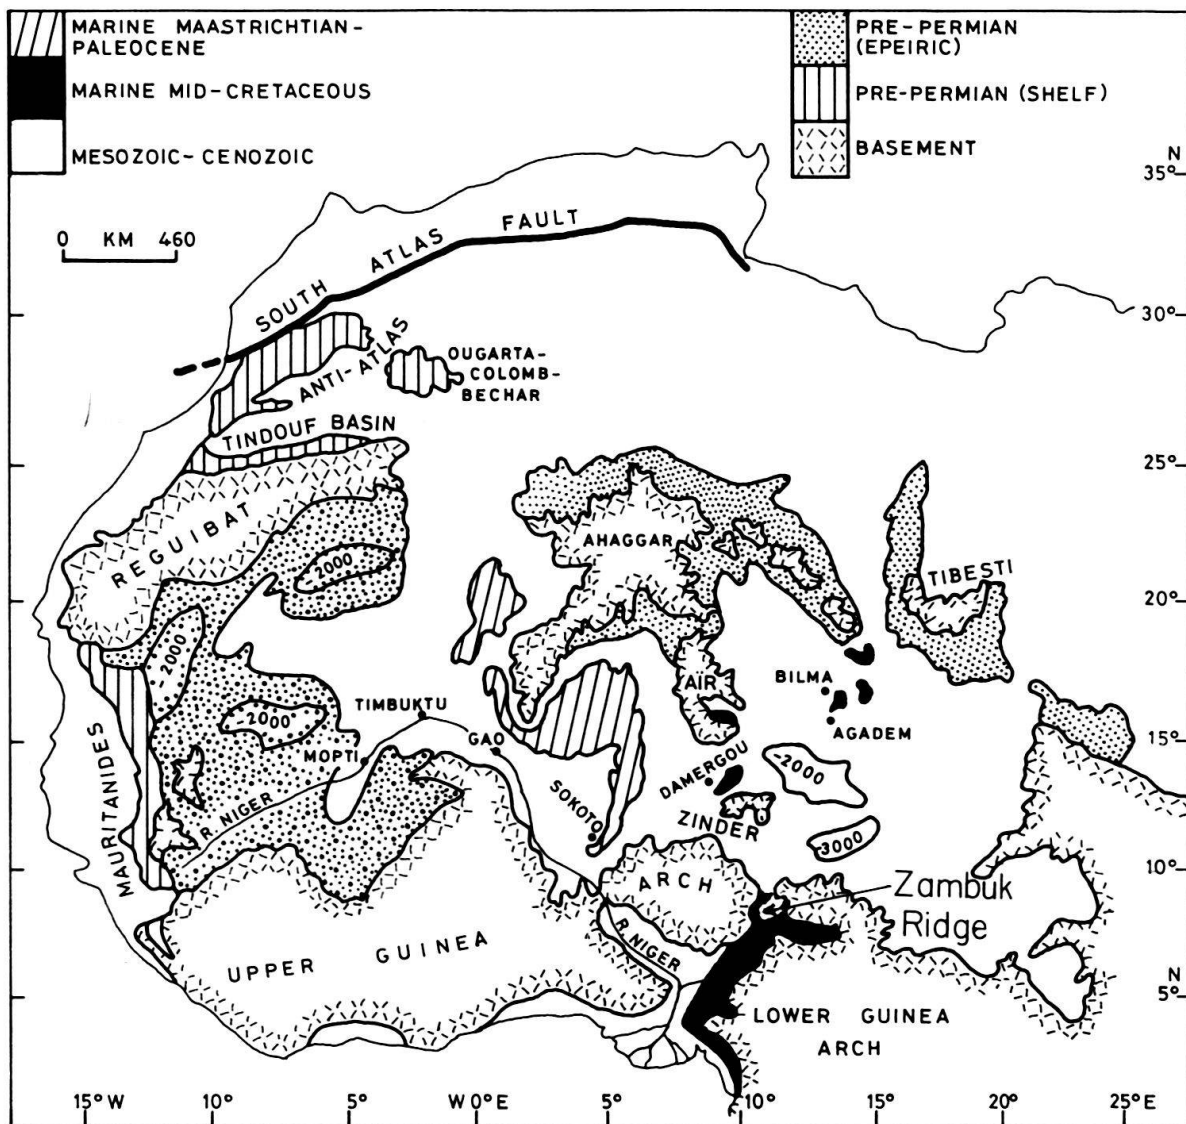 MARINE MAASTRICHTIAN-
PALEOCENE
MARINE MID-CRETACEOUS
MESOZOIC-CENOZOIC
PRE-PERMIAN
(EPEIRIC)
PRE-PERMIAN (SHELF)
BASEMENT
N
35°
0 KM 460
SOUTH ATLAS FAULT
30°
ANTI-ATLAS
OUGARTA-
COLOMB-
BECHAR
TINDOUF BASIN
25°
REGUIBAT
-2000
AHAGGAR
TIBESTI
20°
-2000
AÏR
BILMA
TIMBUKTU
2000
AGADEM
MOPTI
GAO
15°
DAMERGOU
-2000
MAURITANIDES
R. NIGER
SOKOTO
ZINDER
-3000
10°
ARCH
Zambuk
Ridge
R. NIGER
UPPER GUINEA
N
5°
LOWER GUINEA
ARCH
15°W 10° 5° W0°E 5° 10° 15° 20° 25°E